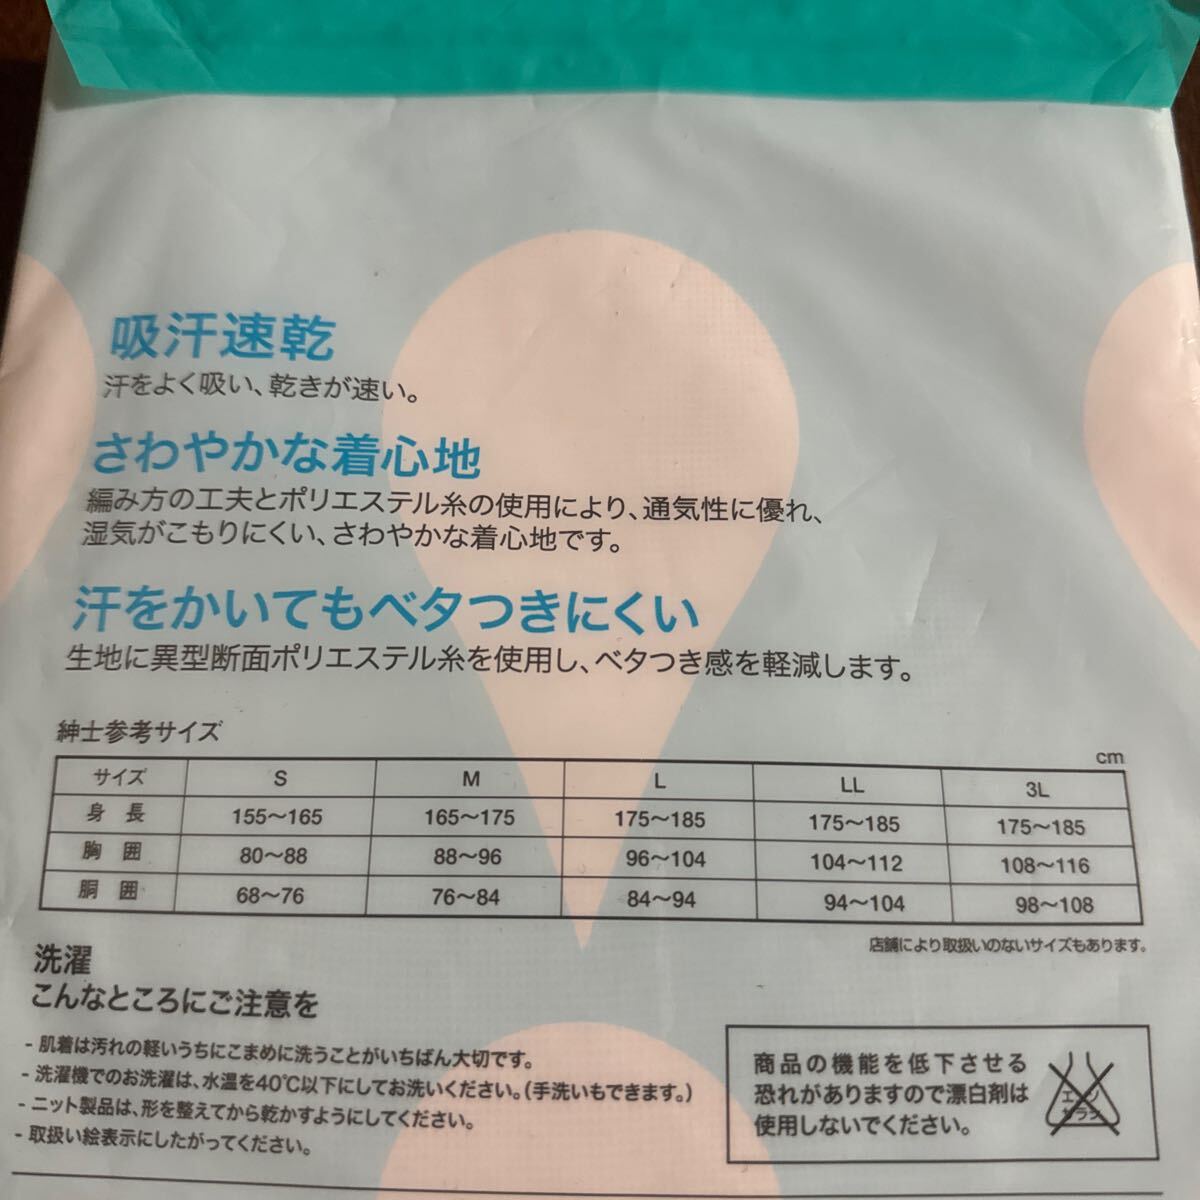 吸汗速乾
汗をよく吸い、乾きが速い。
さわやかな着心地
編み方の工夫とポリエステル糸の使用により、通気性に優れ、
湿気がこもりにくい、さわやかな着心地です。
汗をかいてもベタつきにくい
生地に異型断面ポリエステル糸を使用し、ベタつき感を軽減します。
紳士参考サイズ
cm
サイズ S M L LL 3L
身長 155〜165 165〜175 175〜185 175〜185 175〜185
胸囲 80〜88 88〜96 96〜104 104〜112 108〜116
胴囲 68〜76 76〜84 84〜94 94〜104 98〜108
店舗により取扱いのないサイズもあります。
洗濯
こんなところにご注意を
- 肌着は汚れの軽いうちにこまめに洗うことがいちばん大切です。
- 洗濯機でのお洗濯は、水温を40℃以下にしてお洗いください。(手洗いもできます。)
- ニット製品は、形を整えてから乾かすようにしてください。
- 取扱い絵表示にしたがってください。
商品の機能を低下させる
恐れがありますので漂白剤は
使用しないでください。
エンソ
サラシ